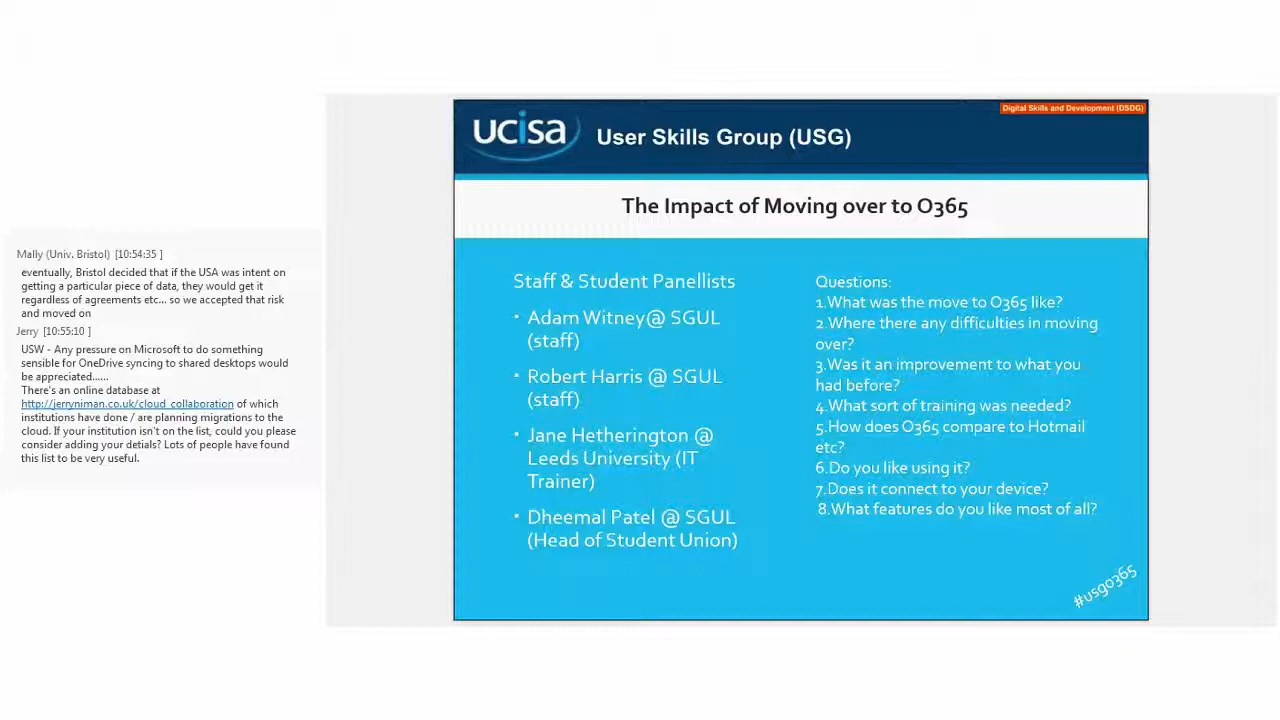 Mally (Univ. Bristol) [10:54:35 ]
eventually, Bristol decided that if the USA was intent on
getting a particular piece of data, they would get it
regardless of agreements etc... so we accepted that risk
and moved on
Jerry [10:55:10 ]
USW - Any pressure on Microsoft to do something
sensible for OneDrive syncing to shared desktops would
be appreciated......
There's an online database at
http://jerryniman.co.uk/cloud_collaboration of which
institutions have done / are planning migrations to the
cloud. If your institution isn't on the list, could you please
consider adding your detials? Lots of people have found
this list to be very useful.
Digital Skills and Development (DSDG)
ucisa
User Skills Group (USG)
The Impact of Moving over to O365
Staff & Student Panellists
• Adam Witney@ SGUL
(staff)
• Robert Harris @ SGUL
(staff)
• Jane Hetherington @
Leeds University (IT
Trainer)
• Dheemal Patel @ SGUL
(Head of Student Union)
Questions:
1.What was the move to O365 like?
2.Where there any difficulties in moving
over?
3.Was it an improvement to what you
had before?
4.What sort of training was needed?
5.How does O365 compare to Hotmail
etc?
6.Do you like using it?
7.Does it connect to your device?
8.What features do you like most of all?
#usgo365